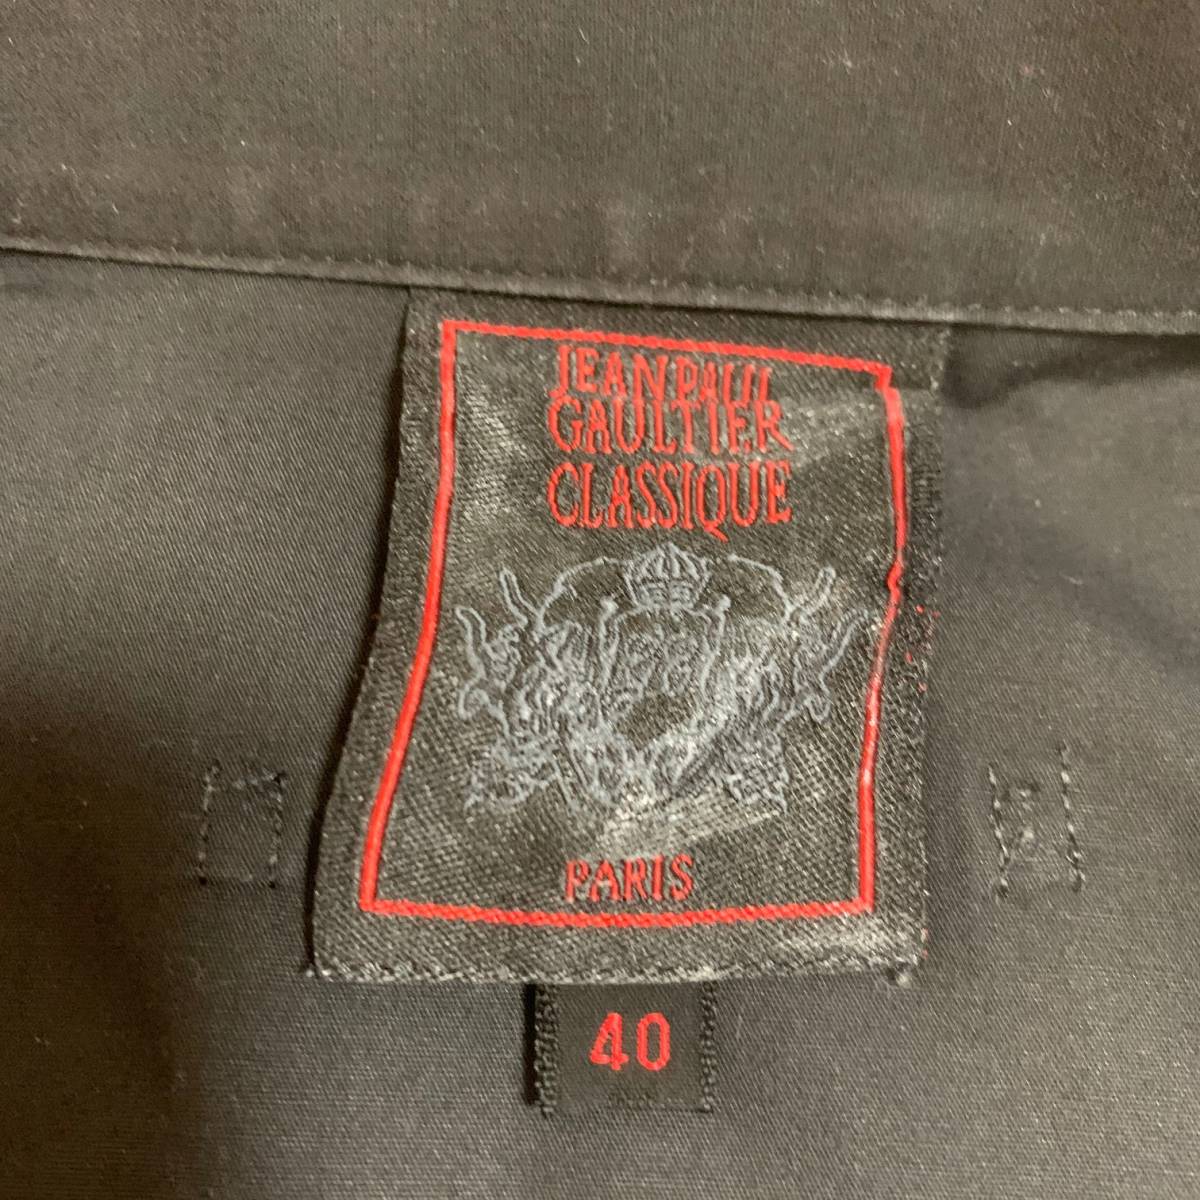 JEAN PAUL
GAULTIER
CLASSIQUE
PARIS
40